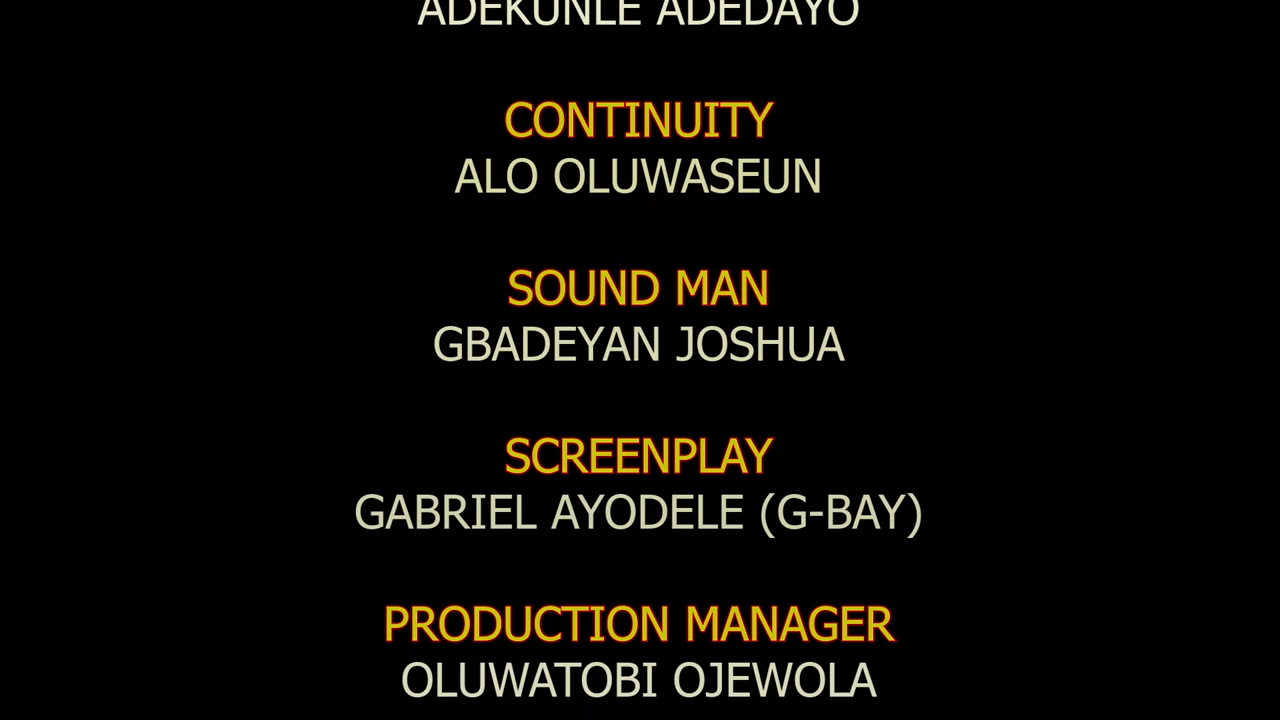 ADEKUNLE ADEDAYO
CONTINUITY
ALO OLUWASEUN
SOUND MAN
GBADEYAN JOSHUA
SCREENPLAY
GABRIEL AYODELE (G-BAY)
PRODUCTION MANAGER
OLUWATOBI OJEWOLA